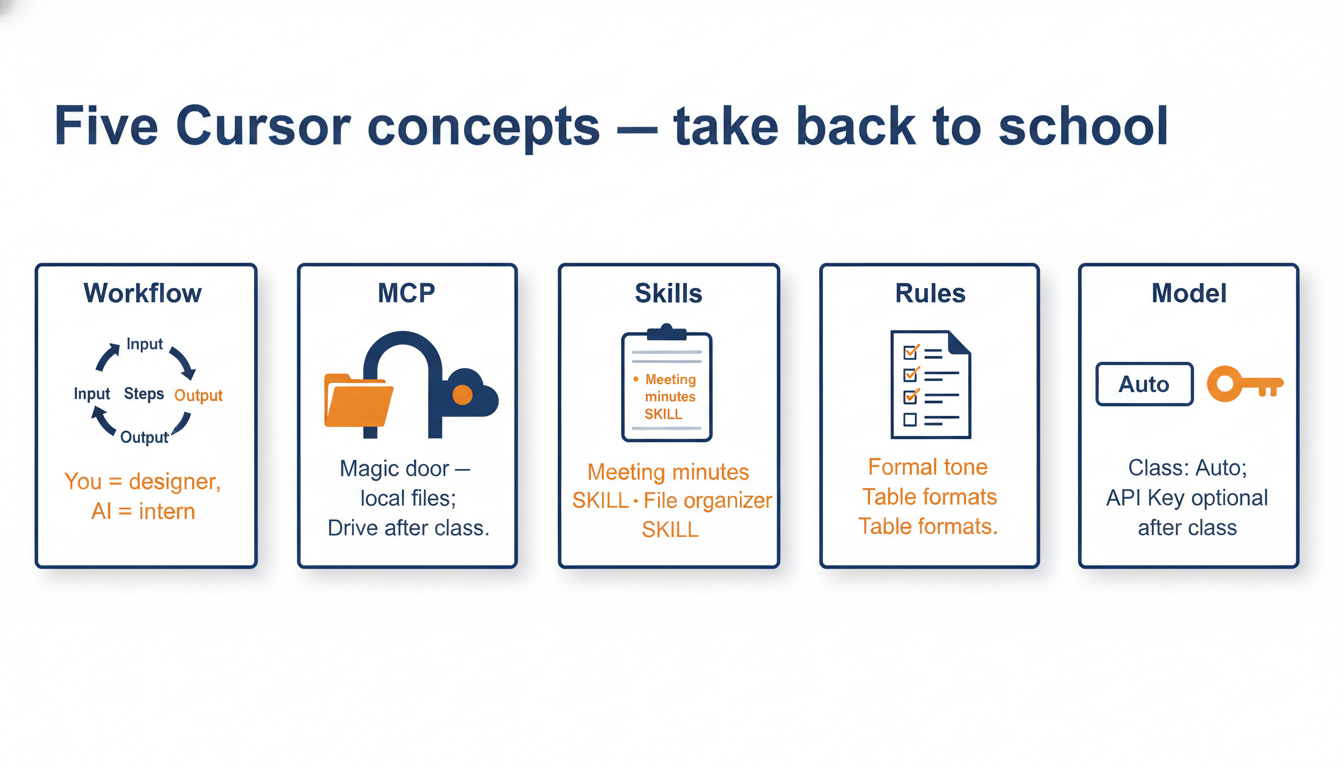 Five Cursor concepts — take back to school
Workflow
Input
Input Steps Output
Output
You = designer,
AI = intern
MCP
Magic door —
local files;
Drive after class.
Skills
• Meeting
minutes
SKILL
Meeting minutes
SKILL · File organizer
SKILL
Rules
Formal tone
Table formats
Table formats.
Model
Auto
Class: Auto;
API Key optional
after class